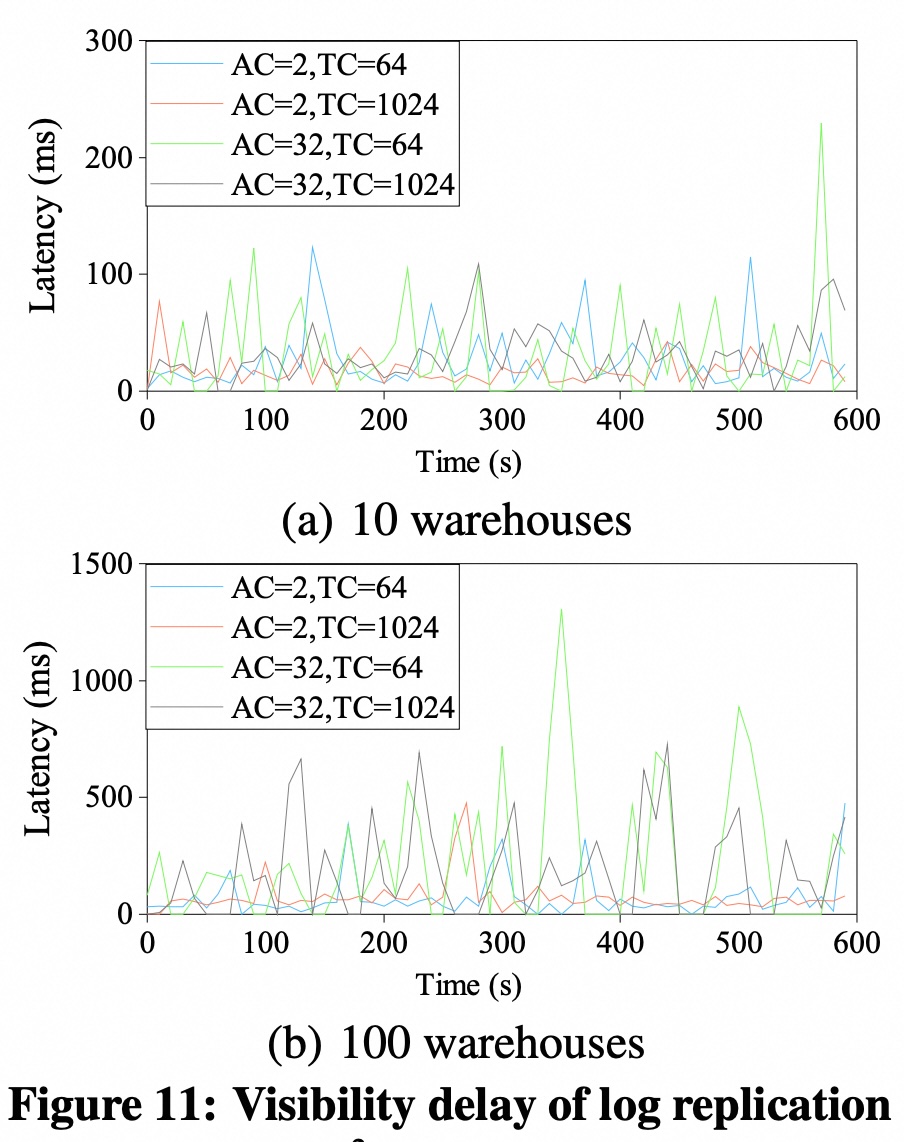 300
200
100
0
Latency (ms)
AC=2,TC=64
AC=2,TC=1024
AC=32,TC=64
AC=32,TC=1024
0 100 200 300 400 500 600
Time (s)
(a) 10 warehouses
1500
1000
500
0
Latency (ms)
AC=2,TC=64
AC=2,TC=1024
AC=32,TC=64
AC=32,TC=1024
0 100 200 300 400 500 600
Time (s)
(b) 100 warehouses
Figure 11: Visibility delay of log replication